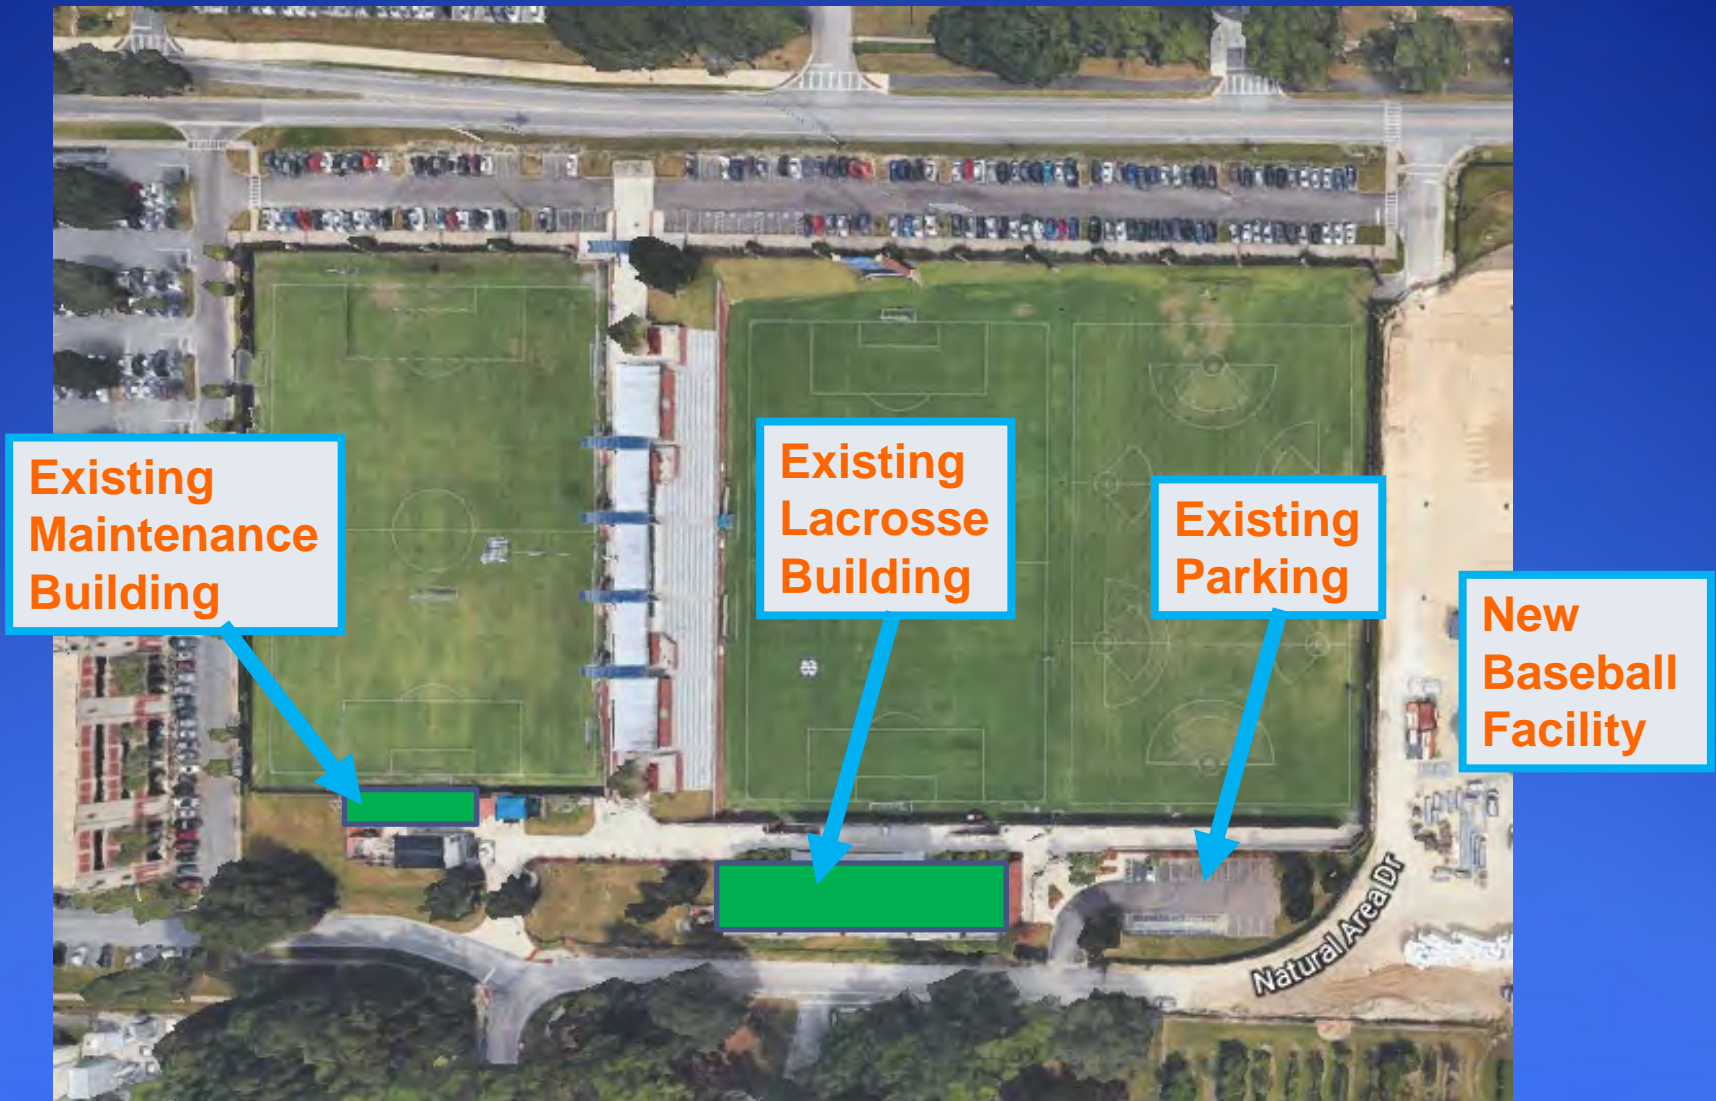 Existing
Maintenance
Building
Existing
Lacrosse
Building
Existing
Parking
New
Baseball
Facility
Natural Area Dr